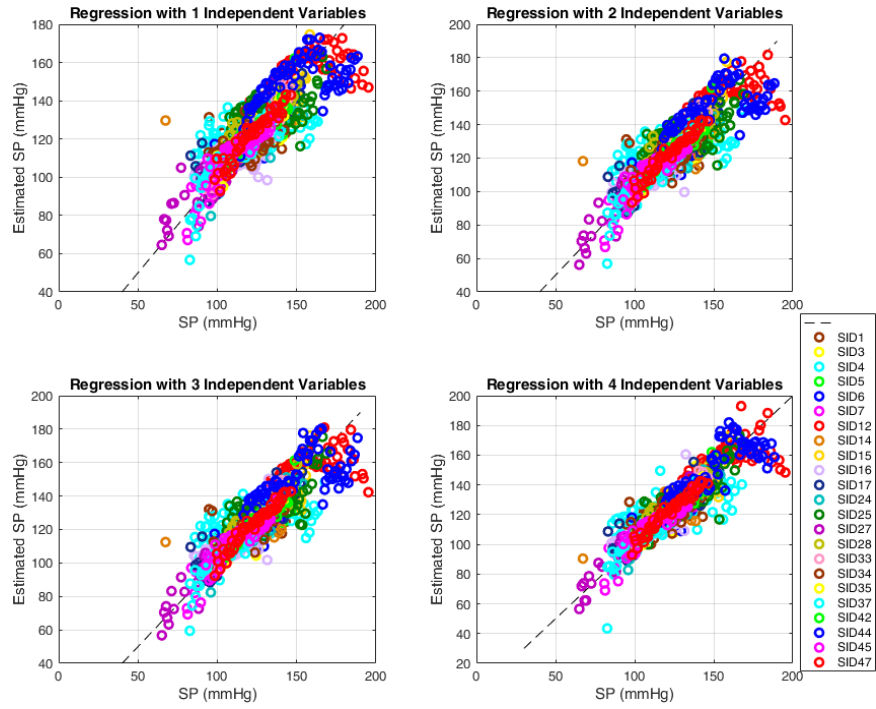 Regression with 1 Independent Variables
180
160
140
120
100
80
60
40
0
50
100
150
200
Estimated SP (mmHg)
SP (mmHg)
Regression with 2 Independent Variables
200
180
160
140
120
100
80
60
40
0
50
100
150
200
Estimated SP (mmHg)
SP (mmHg)
Regression with 3 Independent Variables
200
180
160
140
120
100
80
60
40
0
50
100
150
200
Estimated SP (mmHg)
SP (mmHg)
Regression with 4 Independent Variables
200
180
160
140
120
100
80
60
40
20
0
50
100
150
200
Estimated SP (mmHg)
SP (mmHg)
SID1
SID3
SID4
SID5
SID6
SID7
SID12
SID14
SID15
SID16
SID17
SID24
SID25
SID27
SID28
SID33
SID34
SID35
SID37
SID42
SID44
SID45
SID47